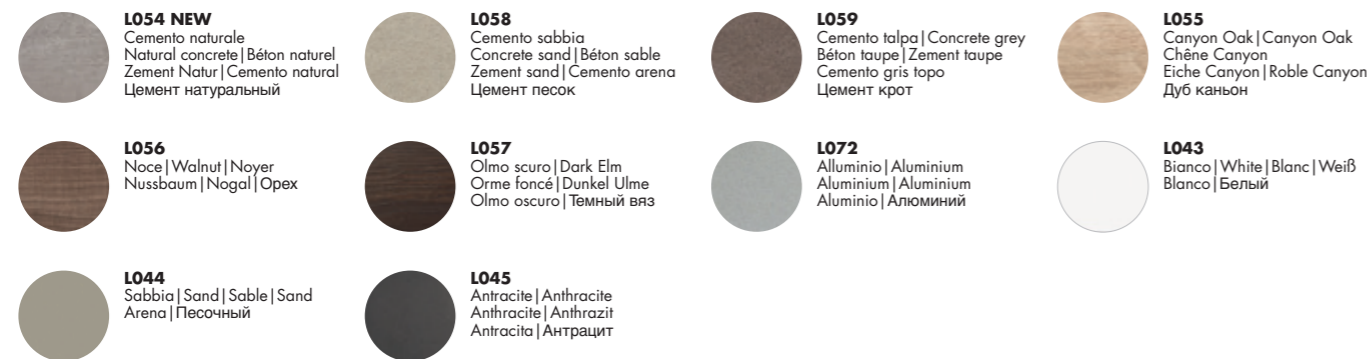 L054 NEW
Cemento naturale
Natural concrete|Béton naturel
Zement Natur|Cemento natural
Цемент натуральный
L058
Cemento sabbia
Concrete sand|Béton sable
Zement sand|Cemento arena
Цемент песок
L059
Cemento talpa|Concrete grey
Béton taupe|Zement taupe
Cemento gris topo
Цемент крот
L055
Canyon Oak|Canyon Oak
Chêne Canyon
Eiche Canyon|Roble Canyon
Дуб каньон
L056
Noce|Walnut|Noyer
Nussbaum|Nogal|Орех
L057
Olmo scuro|Dark Elm
Orme foncé|Dunkel Ulme
Olmo oscuro|Темный вяз
L072
Alluminio|Aluminium
Aluminium|Aluminium
Aluminio|Алюминий
L043
Bianco|White|Blanc|Weiß
Blanco|Белый
L044
Sabbia|Sand|Sable|Sand
Arena|Песочный
L045
Antracite|Anthracite
Anthracite|Anthrazit
Antracita|Антрацит